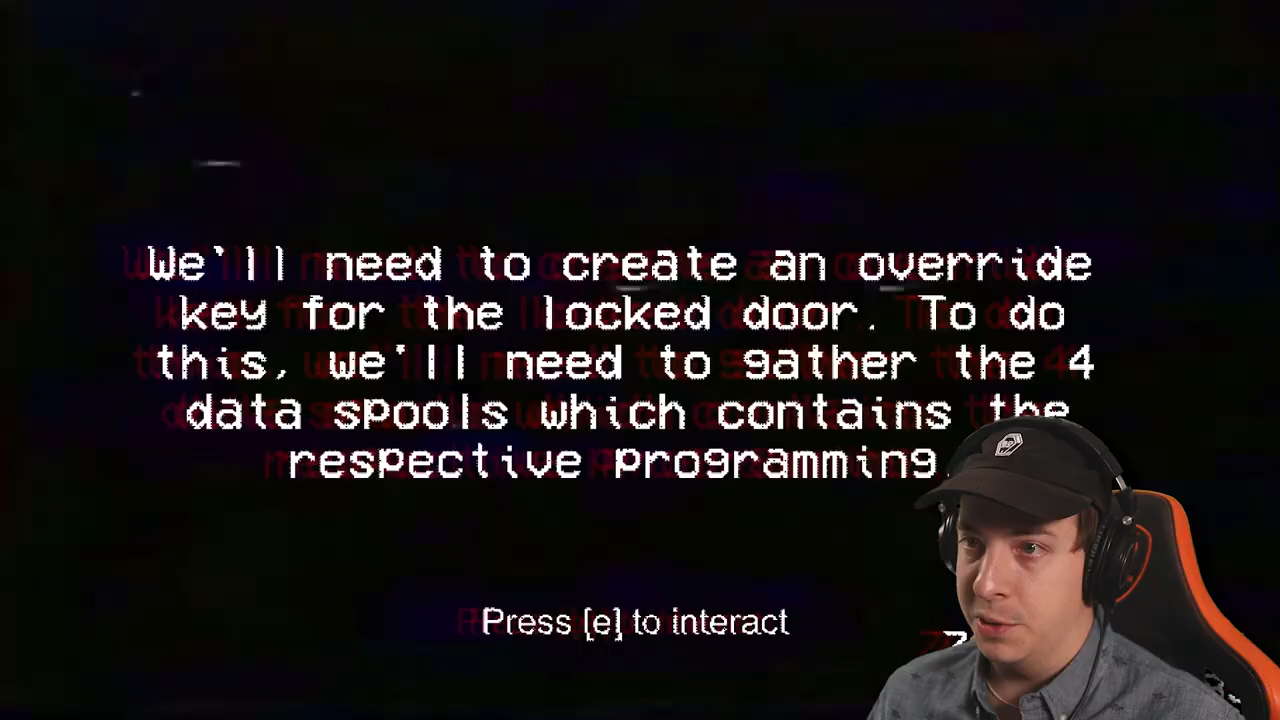 We'll need to create an override
key for the locked door. To do
this, we'll need to gather the 4
data spools which contains the
respective programming.
Press [e] to interact